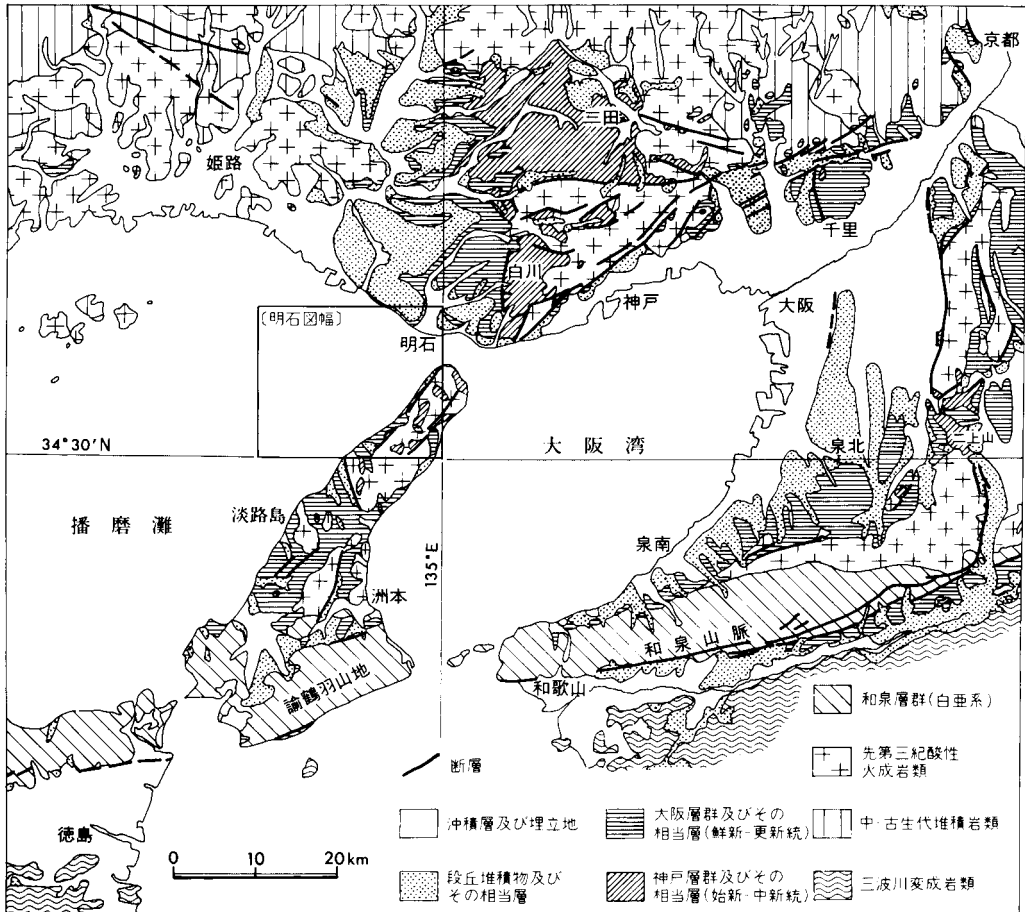 京都
三田
姫路
千里
白川
神戸
〔明石図幅〕
大阪
明石
34°30′N
大阪湾
泉北
二上山
播磨灘
淡路島
泉南
135°E
洲本
和泉山脈
諭鶴羽山地
和歌山
和泉層群(白亜系)
断層
先第三紀酸性
火成岩類
徳島
沖積層及び埋立地
大阪層群及びその
相当層(鮮新-更新統)
中・古生代堆積岩類
0 10 20km
段丘堆積物及び
その相当層
神戸層群及びその
相当層(始新-中新統)
三波川変成岩類